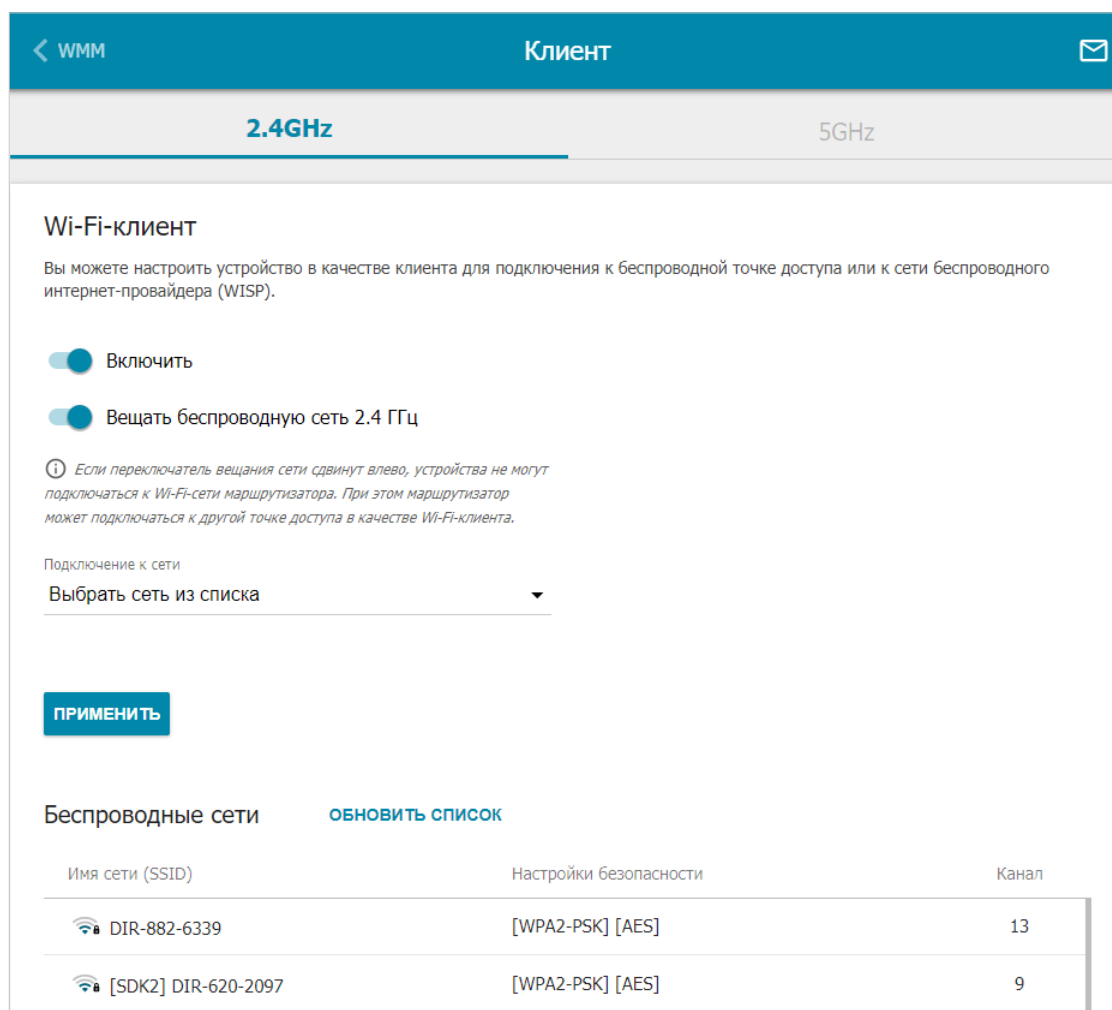 WMM
Клиент
2.4GHz
5GHz
Wi-Fi-клиент
Вы можете настроить устройство в качестве клиента для подключения к беспроводной точке доступа или к сети беспроводного
интернет-провайдера (WISP).
Включить
Вещать беспроводную сеть 2.4 ГГц
Если переключатель вещания сети сдвинут влево, устройства не могут
подключаться к Wi-Fi-сети маршрутизатора. При этом маршрутизатор
может подключаться к другой точке доступа в качестве Wi-Fi-клиента.
Подключение к сети
Выбрать сеть из списка
ПРИМЕНИТЬ
Беспроводные сети ОБНОВИТЬ СПИСОК
Имя сети (SSID) Настройки безопасности Канал
DIR-882-6339 [WPA2-PSK] [AES] 13
[SDK2] DIR-620-2097 [WPA2-PSK] [AES] 9